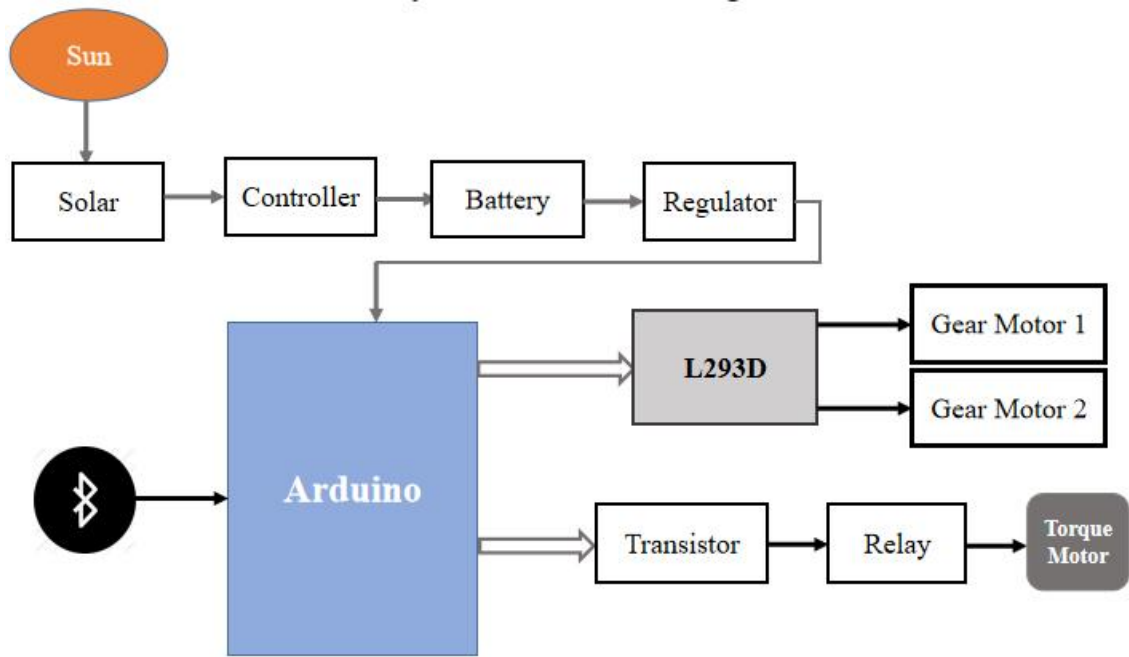 Sun
Solar
Controller
Battery
Regulator
Gear Motor 1
L293D
Gear Motor 2
Arduino
Transistor
Relay
Torque
Motor